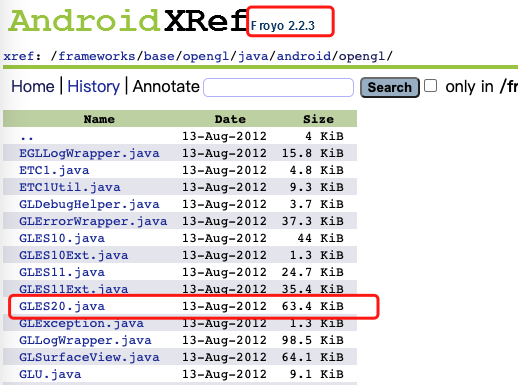 AndroidXRef Froyo 2.2.3
xref: /frameworks/base/opengl/java/android/opengl/
Home | History | Annotate Search only in /fr
Name Date Size
.. 13-Aug-2012 4 KiB
EGLLogWrapper.java 13-Aug-2012 15.8 KiB
ETC1.java 13-Aug-2012 4.8 KiB
ETC1Util.java 13-Aug-2012 9.3 KiB
GLDebugHelper.java 13-Aug-2012 3.7 KiB
GLErrorWrapper.java 13-Aug-2012 37.3 KiB
GLES10.java 13-Aug-2012 44 KiB
GLES10Ext.java 13-Aug-2012 1.3 KiB
GLES11.java 13-Aug-2012 24.7 KiB
GLES11Ext.java 13-Aug-2012 35.4 KiB
GLES20.java 13-Aug-2012 63.4 KiB
GLException.java 13-Aug-2012 1.3 KiB
GLLogWrapper.java 13-Aug-2012 98.5 KiB
GLSurfaceView.java 13-Aug-2012 64.1 KiB
GLU.java 13-Aug-2012 9.1 KiB